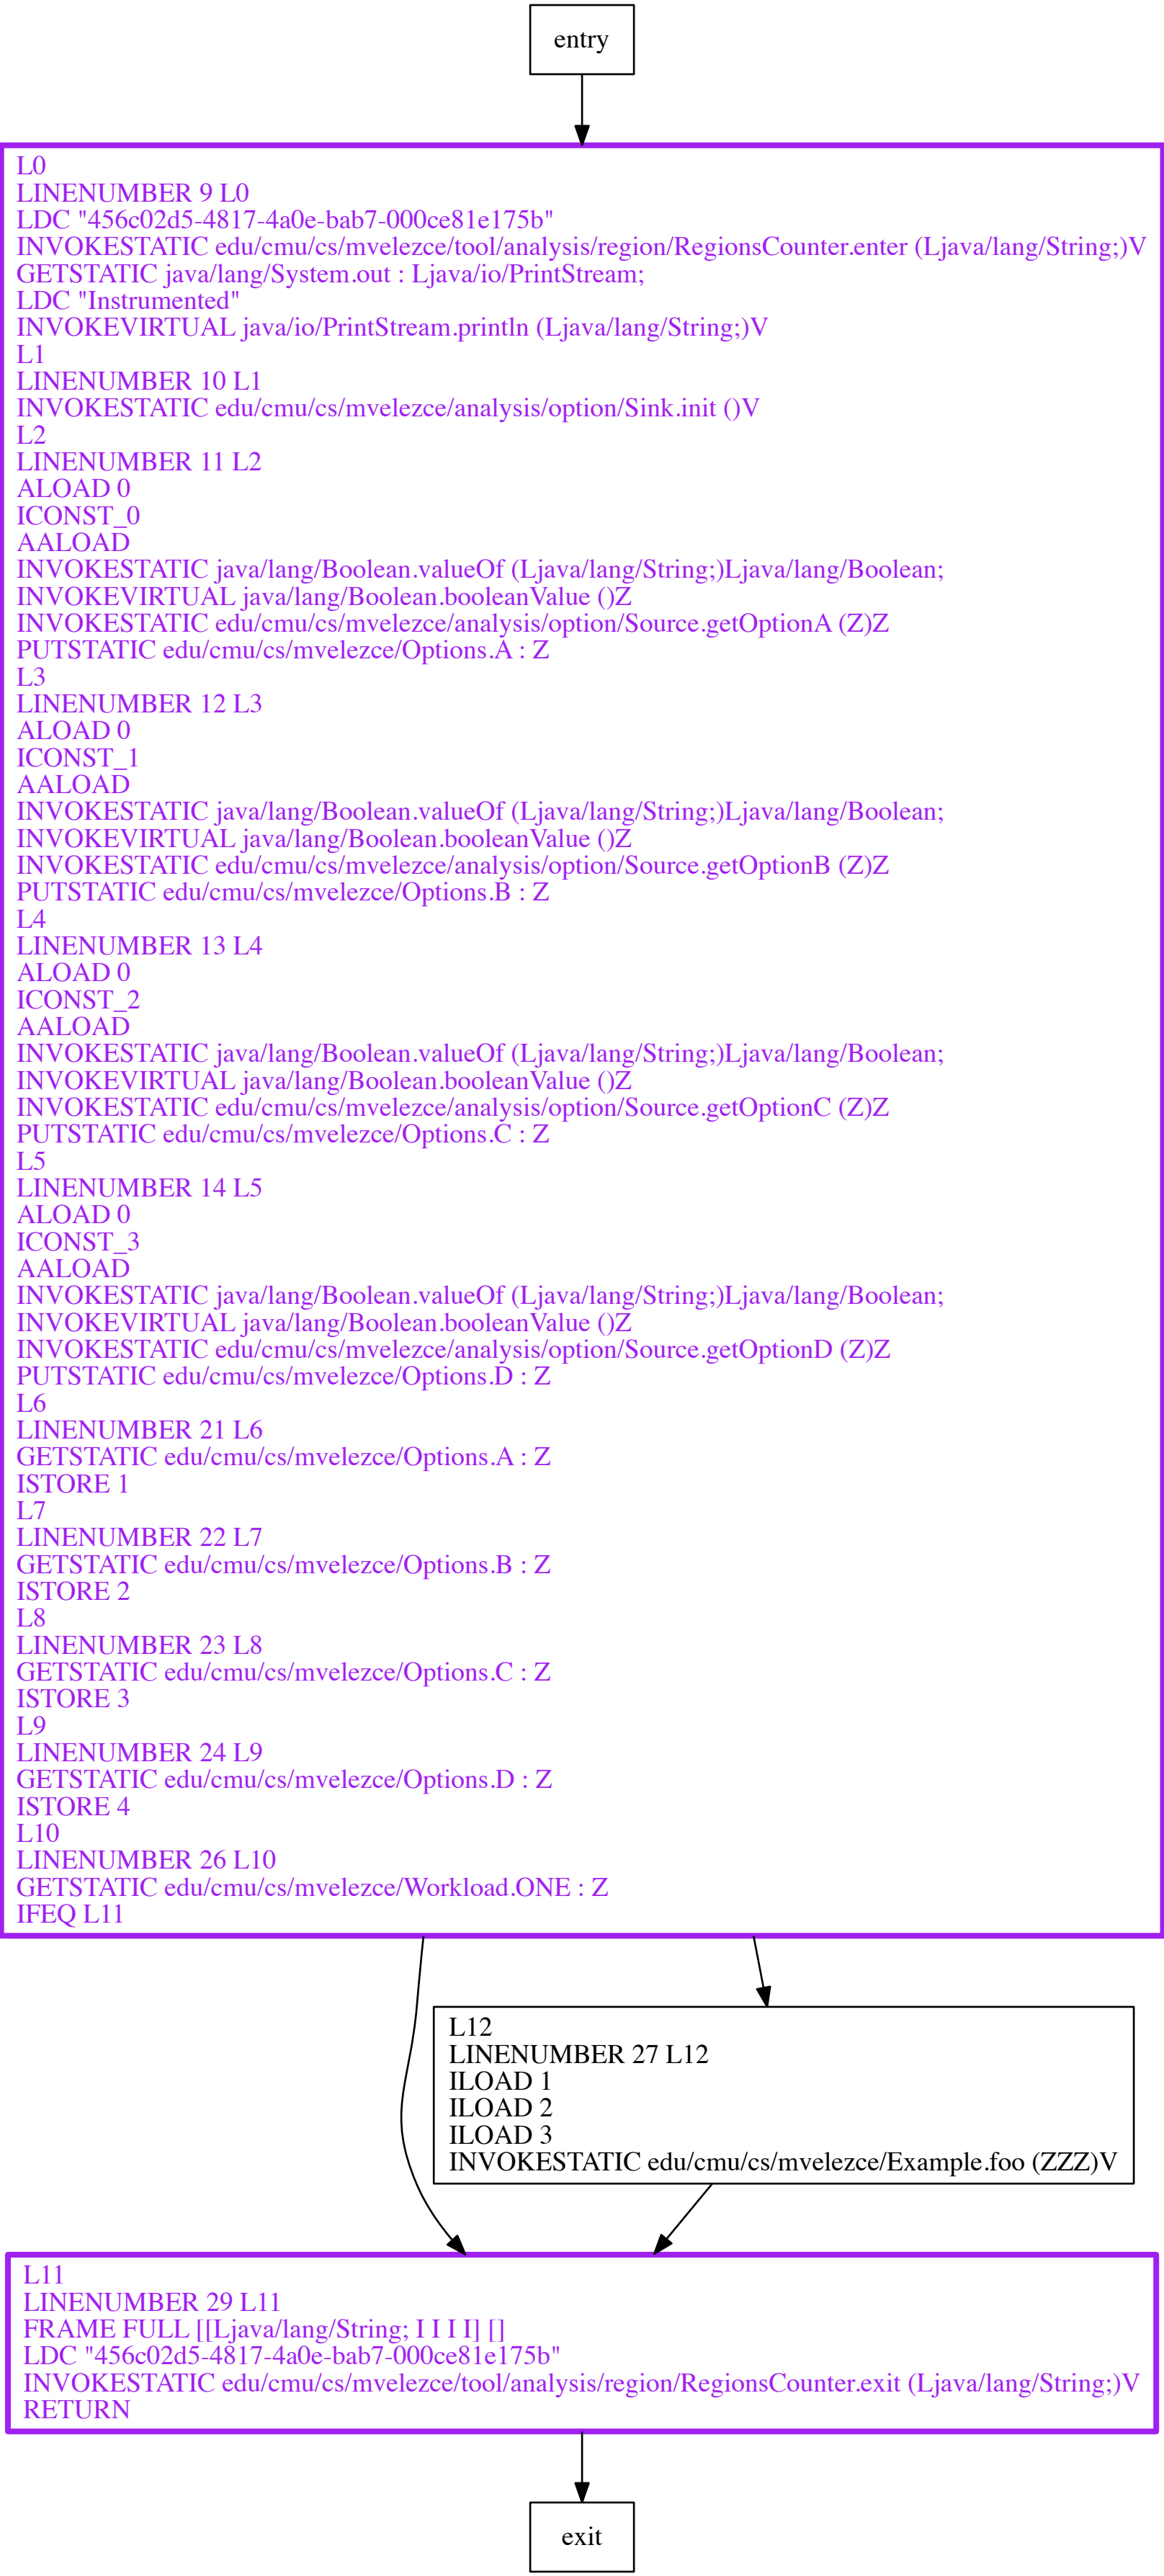 entry
L0
LINENUMBER 9 L0
LDC "456c02d5-4817-4a0e-bab7-000ce81e175b"
INVOKESTATIC edu/cmu/cs/mvelezce/tool/analysis/region/RegionsCounter.enter (Ljava/lang/String;)V
GETSTATIC java/lang/System.out : Ljava/io/PrintStream;
LDC "Instrumented"
INVOKEVIRTUAL java/io/PrintStream.println (Ljava/lang/String;)V
L1
LINENUMBER 10 L1
INVOKESTATIC edu/cmu/cs/mvelezce/analysis/option/Sink.init ()V
L2
LINENUMBER 11 L2
ALOAD 0
ICONST_0
AALOAD
INVOKESTATIC java/lang/Boolean.valueOf (Ljava/lang/String;)Ljava/lang/Boolean;
INVOKEVIRTUAL java/lang/Boolean.booleanValue ()Z
INVOKESTATIC edu/cmu/cs/mvelezce/analysis/option/Source.getOptionA (Z)Z
PUTSTATIC edu/cmu/cs/mvelezce/Options.A : Z
L3
LINENUMBER 12 L3
ALOAD 0
ICONST_1
AALOAD
INVOKESTATIC java/lang/Boolean.valueOf (Ljava/lang/String;)Ljava/lang/Boolean;
INVOKEVIRTUAL java/lang/Boolean.booleanValue ()Z
INVOKESTATIC edu/cmu/cs/mvelezce/analysis/option/Source.getOptionB (Z)Z
PUTSTATIC edu/cmu/cs/mvelezce/Options.B : Z
L4
LINENUMBER 13 L4
ALOAD 0
ICONST_2
AALOAD
INVOKESTATIC java/lang/Boolean.valueOf (Ljava/lang/String;)Ljava/lang/Boolean;
INVOKEVIRTUAL java/lang/Boolean.booleanValue ()Z
INVOKESTATIC edu/cmu/cs/mvelezce/analysis/option/Source.getOptionC (Z)Z
PUTSTATIC edu/cmu/cs/mvelezce/Options.C : Z
L5
LINENUMBER 14 L5
ALOAD 0
ICONST_3
AALOAD
INVOKESTATIC java/lang/Boolean.valueOf (Ljava/lang/String;)Ljava/lang/Boolean;
INVOKEVIRTUAL java/lang/Boolean.booleanValue ()Z
INVOKESTATIC edu/cmu/cs/mvelezce/analysis/option/Source.getOptionD (Z)Z
PUTSTATIC edu/cmu/cs/mvelezce/Options.D : Z
L6
LINENUMBER 21 L6
GETSTATIC edu/cmu/cs/mvelezce/Options.A : Z
ISTORE 1
L7
LINENUMBER 22 L7
GETSTATIC edu/cmu/cs/mvelezce/Options.B : Z
ISTORE 2
L8
LINENUMBER 23 L8
GETSTATIC edu/cmu/cs/mvelezce/Options.C : Z
ISTORE 3
L9
LINENUMBER 24 L9
GETSTATIC edu/cmu/cs/mvelezce/Options.D : Z
ISTORE 4
L10
LINENUMBER 26 L10
GETSTATIC edu/cmu/cs/mvelezce/Workload.ONE : Z
IFEQ L11
L12
LINENUMBER 27 L12
ILOAD 1
ILOAD 2
ILOAD 3
INVOKESTATIC edu/cmu/cs/mvelezce/Example.foo (ZZZ)V
L11
LINENUMBER 29 L11
FRAME FULL [[Ljava/lang/String; I I I I] []
LDC "456c02d5-4817-4a0e-bab7-000ce81e175b"
INVOKESTATIC edu/cmu/cs/mvelezce/tool/analysis/region/RegionsCounter.exit (Ljava/lang/String;)V
RETURN
exit